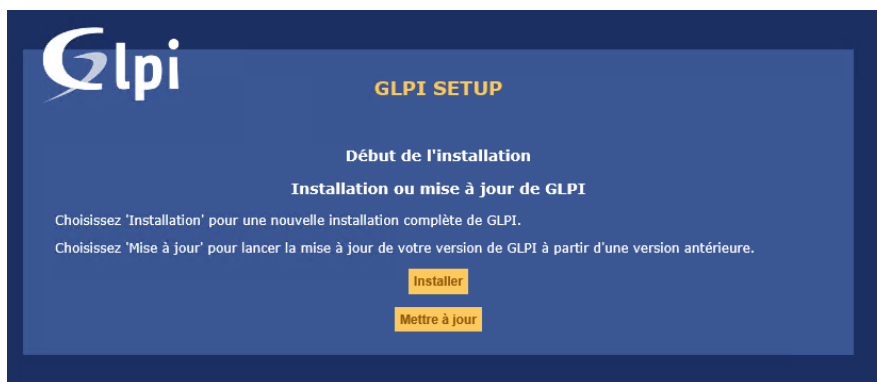 Glpi
GLPI SETUP
Début de l'installation
Installation ou mise à jour de GLPI
Choisissez 'Installation' pour une nouvelle installation complète de GLPI.
Choisissez 'Mise à jour' pour lancer la mise à jour de votre version de GLPI à partir d'une version antérieure.
Installer
Mettre à jour